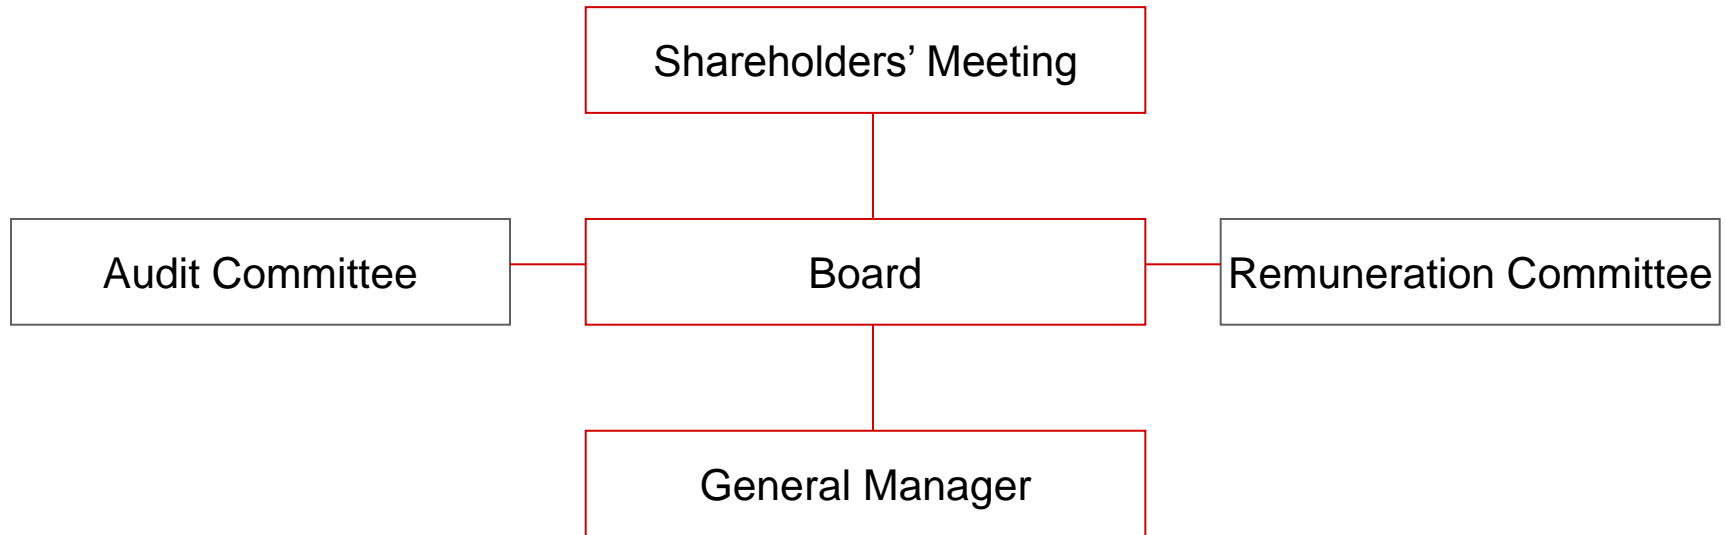 Shareholders’ Meeting
Audit Committee
Board
Remuneration Committee
General Manager